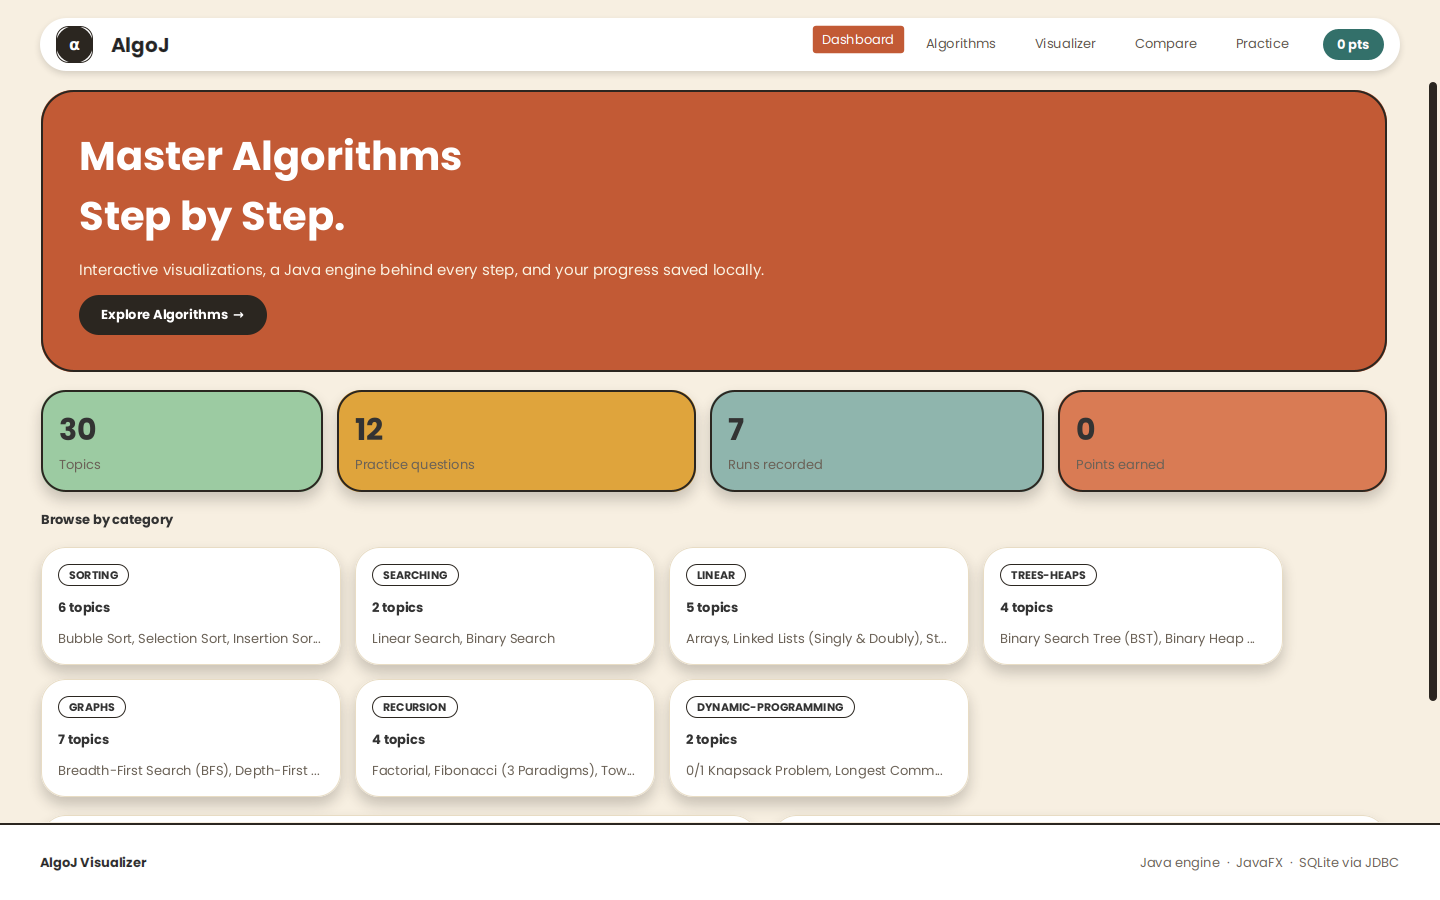 α AlgoJ Dashboard Algorithms Visualizer Compare Practice 0 pts
Master Algorithms
Step by Step.
Interactive visualizations, a Java engine behind every step, and your progress saved locally.
Explore Algorithms →
30 12 7 0
Topics Practice questions Runs recorded Points earned
Browse by category
SORTING SEARCHING LINEAR TREES-HEAPS
6 topics 2 topics 5 topics 4 topics
Bubble Sort, Selection Sort, Insertion Sor... Linear Search, Binary Search Arrays, Linked Lists (Singly & Doubly), St... Binary Search Tree (BST), Binary Heap ...
GRAPHS RECURSION DYNAMIC-PROGRAMMING
7 topics 4 topics 2 topics
Breadth-First Search (BFS), Depth-First ... Factorial, Fibonacci (3 Paradigms), Tow... 0/1 Knapsack Problem, Longest Comm...
AlgoJ Visualizer Java engine · JavaFX · SQLite via JDBC